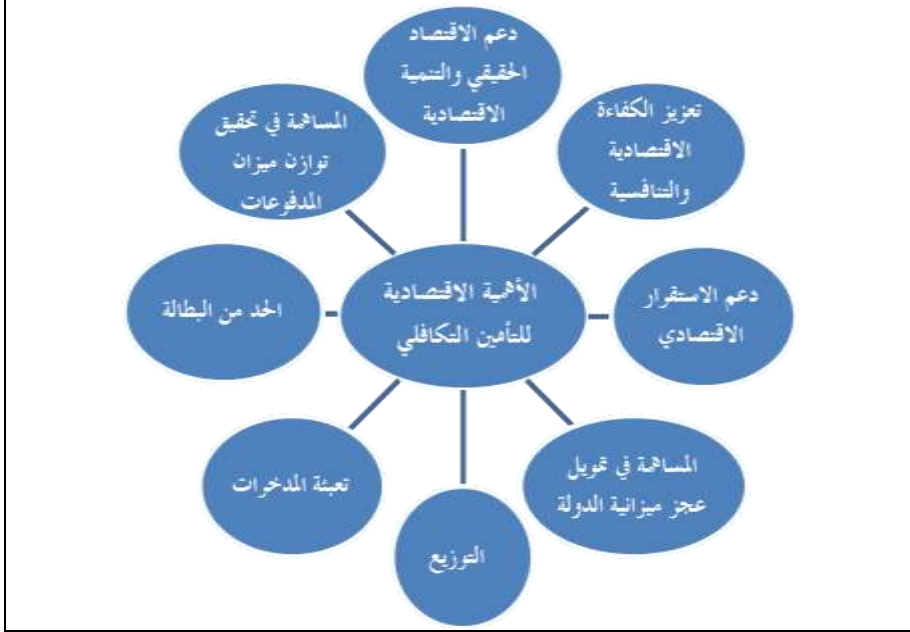 دعم الاقتصاد
الحقيقي والتنمية
الاقتصادية
تعزيز الكفاءة
الاقتصادية
والتنافسية
دعم الاستقرار
الاقتصادي
المساهمة في تمويل
عجز ميزانية الدولة
التوزيع
تعبئة المدخرات
الحد من البطالة
المساهمة في تحقيق
توازن ميزان
المدفوعات
الأهمية الاقتصادية
للتأمين التكافلي